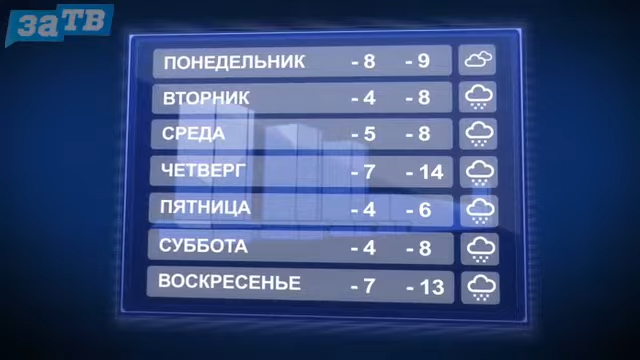 заТВ
ПОНЕДЕЛЬНИК - 8 - 9
ВТОРНИК - 4 - 8
СРЕДА - 5 - 8
ЧЕТВЕРГ - 7 - 14
ПЯТНИЦА - 4 - 6
СУББОТА - 4 - 8
ВОСКРЕСЕНЬЕ - 7 - 13